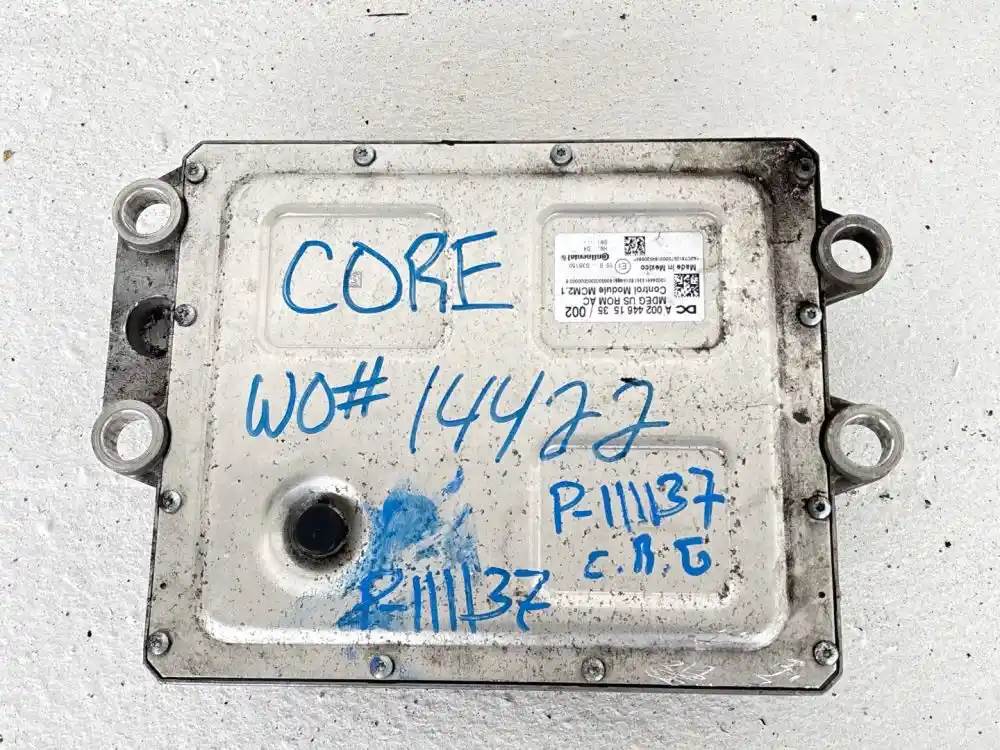 CORE
WO# 14422
P-111137
C.B.G
P-111137
DC A 002 446 15 35 / 002
MDEG US ROM AC
Control Module MCM2.1
Made in Mexico
Continental